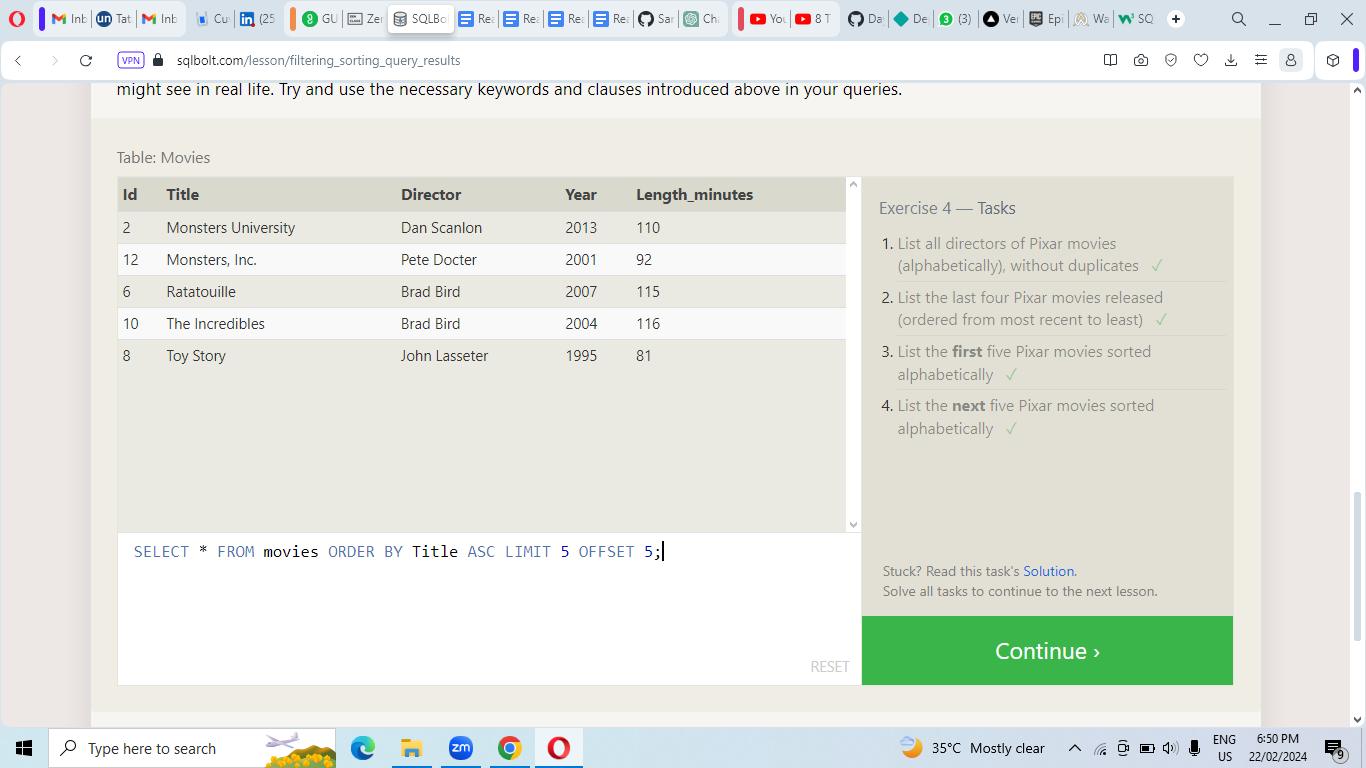 Inb
Tat
Inb
Cu
(25
GU
Zer
SQLBo
Rea
Rea
Rea
Rea
Sar
Cha
You
8 T
Da
De
(3)
Ver
Epi
Wa
SQ
VPN
sqlbolt.com/lesson/filtering_sorting_query_results
might see in real life. Try and use the necessary keywords and clauses introduced above in your queries.
Table: Movies
Id Title Director Year Length_minutes
2 Monsters University Dan Scanlon 2013 110
12 Monsters, Inc. Pete Docter 2001 92
6 Ratatouille Brad Bird 2007 115
10 The Incredibles Brad Bird 2004 116
8 Toy Story John Lasseter 1995 81
SELECT * FROM movies ORDER BY Title ASC LIMIT 5 OFFSET 5;
RESET
Exercise 4 — Tasks
1. List all directors of Pixar movies
(alphabetically), without duplicates ✓
2. List the last four Pixar movies released
(ordered from most recent to least) ✓
3. List the first five Pixar movies sorted
alphabetically ✓
4. List the next five Pixar movies sorted
alphabetically ✓
Stuck? Read this task's Solution.
Solve all tasks to continue to the next lesson.
Continue ›
Type here to search
zm
35°C Mostly clear
ENG
US
6:50 PM
22/02/2024
9